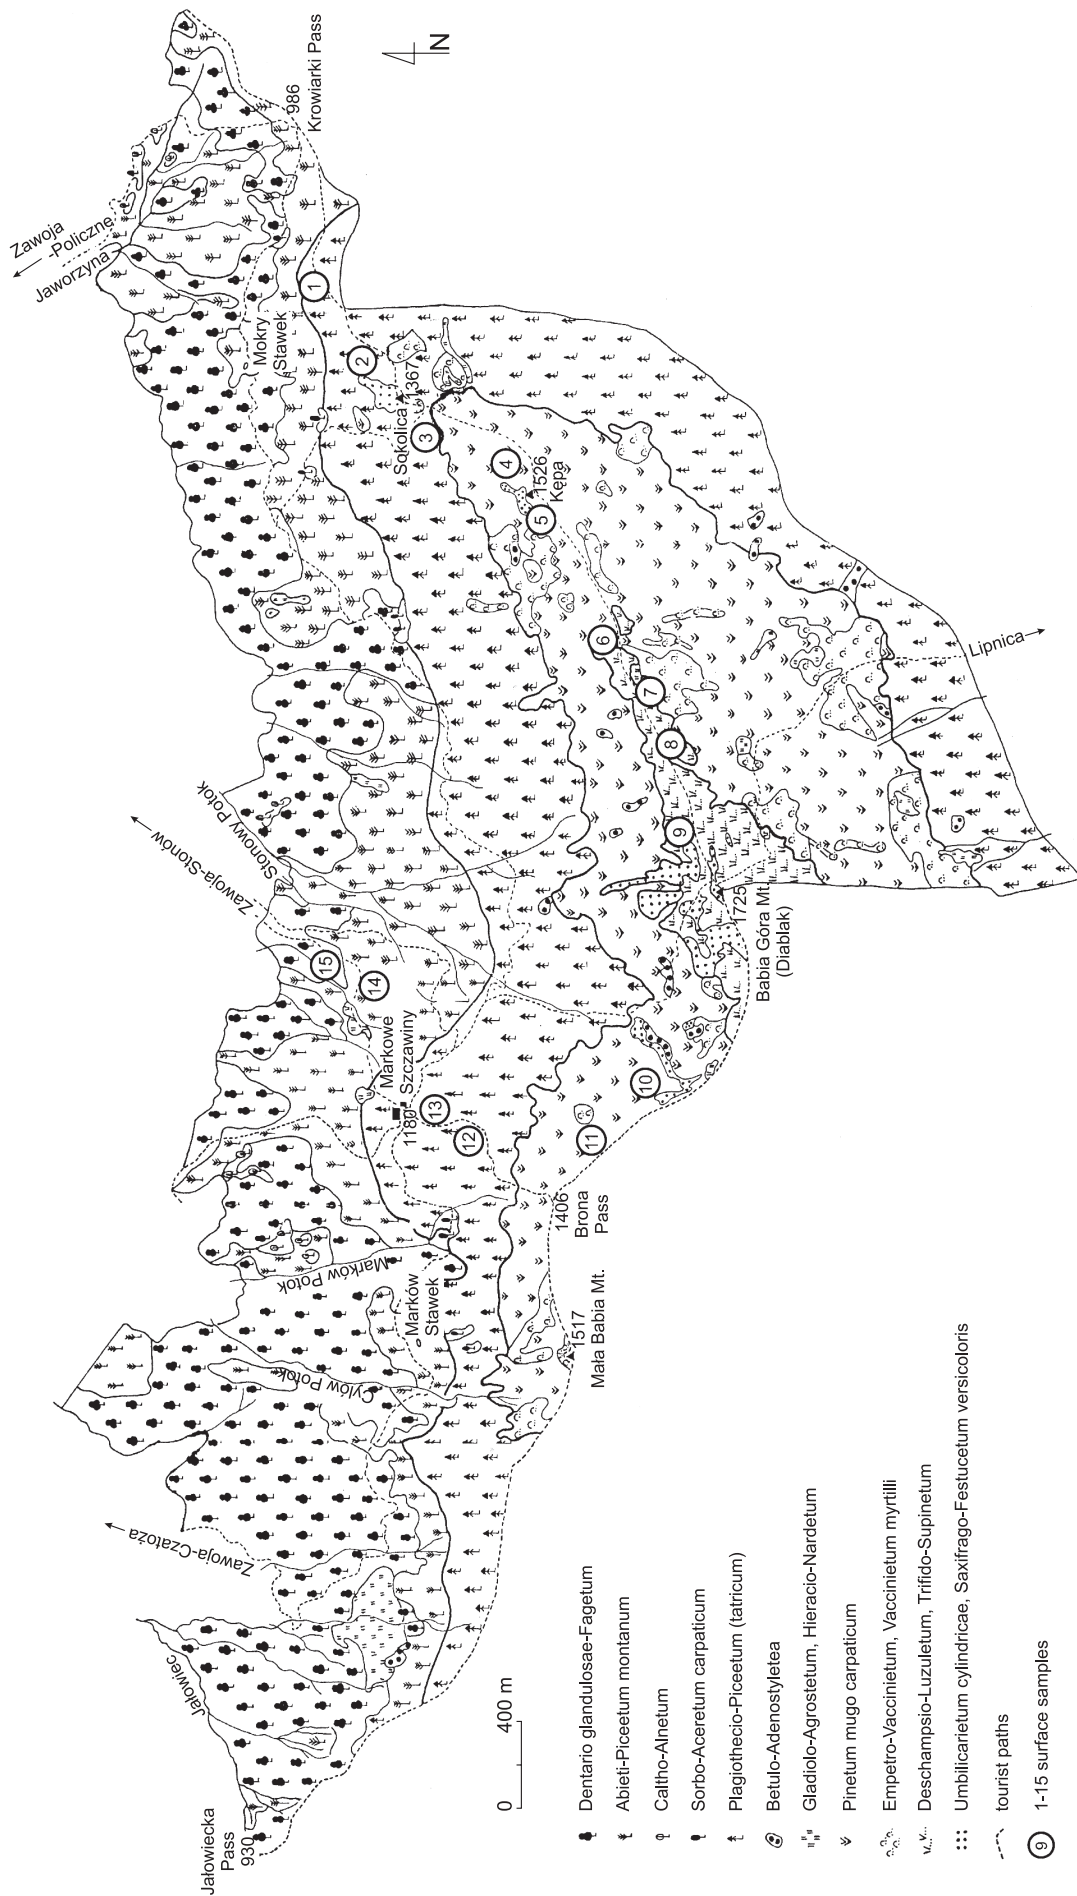 Zawoja
-Policzne
Jaworzyna
986
Krowiarki Pass
N
Mokry
Stawek
1
2
1367
Sokolica
3
4
1526
Kępa
5
6
7
8
9
Lipnica
Stonowy Potok
Zawoja-Stonów
15
14
Markowe
Szczawiny
1180
13
12
10
11
1725
Babia Góra Mt.
(Diablak)
1406
Brona
Pass
Marków Potok
Marków
Stawek
1517
Mała Babia Mt.
Cylów Potok
Zawoja-Czatoża
Jałowiec
Jałowiecka
Pass
930
0 400 m
Dentario glandulosae-Fagetum
Abieti-Piceetum montanum
Caltho-Alnetum
Sorbo-Aceretum carpaticum
Plagiothecio-Piceetum (tatricum)
Betulo-Adenostyletea
Gladiolo-Agrostetum, Hieracio-Nardetum
Pinetum mugo carpaticum
Empetro-Vaccinietum, Vaccinietum myrtilli
Deschampsio-Luzuletum, Trifido-Supinetum
Umbilicarietum cylindricae, Saxifrago-Festucetum versicoloris
tourist paths
9 1-15 surface samples